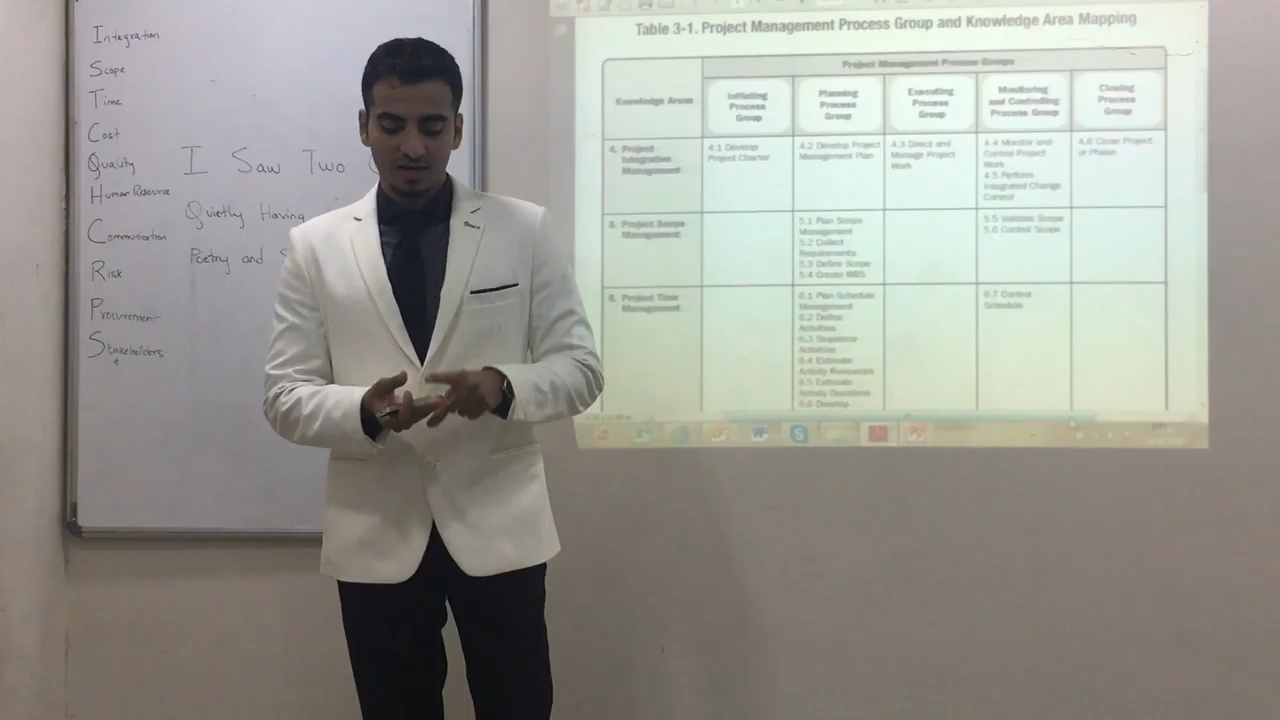 Integration
Scope
Time
Cost
Quality
Human Resource
Communication
Risk
Procurement
Stakeholders
I Saw Two
Quietly Having
Poetry and
Table 3-1. Project Management Process Group and Knowledge Area Mapping
Project Management Process Groups
Knowledge Areas
Initiating
Process
Group
Planning
Process
Group
Executing
Process
Group
Monitoring
and Controlling
Process Group
Closing
Process
Group
4. Project
Integration
Management
4.1 Develop
Project Charter
4.2 Develop Project
Management Plan
4.3 Direct and
Manage Project
Work
4.4 Monitor and
Control Project
Work
4.5 Perform
Integrated Change
Control
4.6 Close Project
or Phase
5. Project Scope
Management
5.1 Plan Scope
Management
5.2 Collect
Requirements
5.3 Define Scope
5.4 Create WBS
5.5 Validate Scope
5.6 Control Scope
6. Project Time
Management
6.1 Plan Schedule
Management
6.2 Define
Activities
6.3 Sequence
Activities
6.4 Estimate
Activity Resources
6.5 Estimate
Activity Durations
6.6 Develop
6.7 Control
Schedule